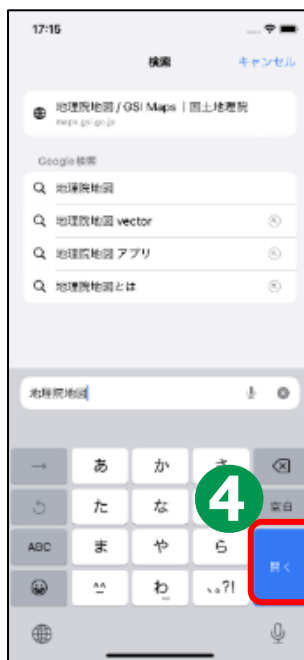 17:15
検索
キャンセル
地理院地図 / GSI Maps｜国土地理院
maps.gsi.go.jp
Google 検索
地理院地図
地理院地図 vector
地理院地図 アプリ
地理院地図とは
地理院地図
→
あ
か
さ
た
な
4
空白
ABC
ま
や
ら
開く
^^
わ
、。?!